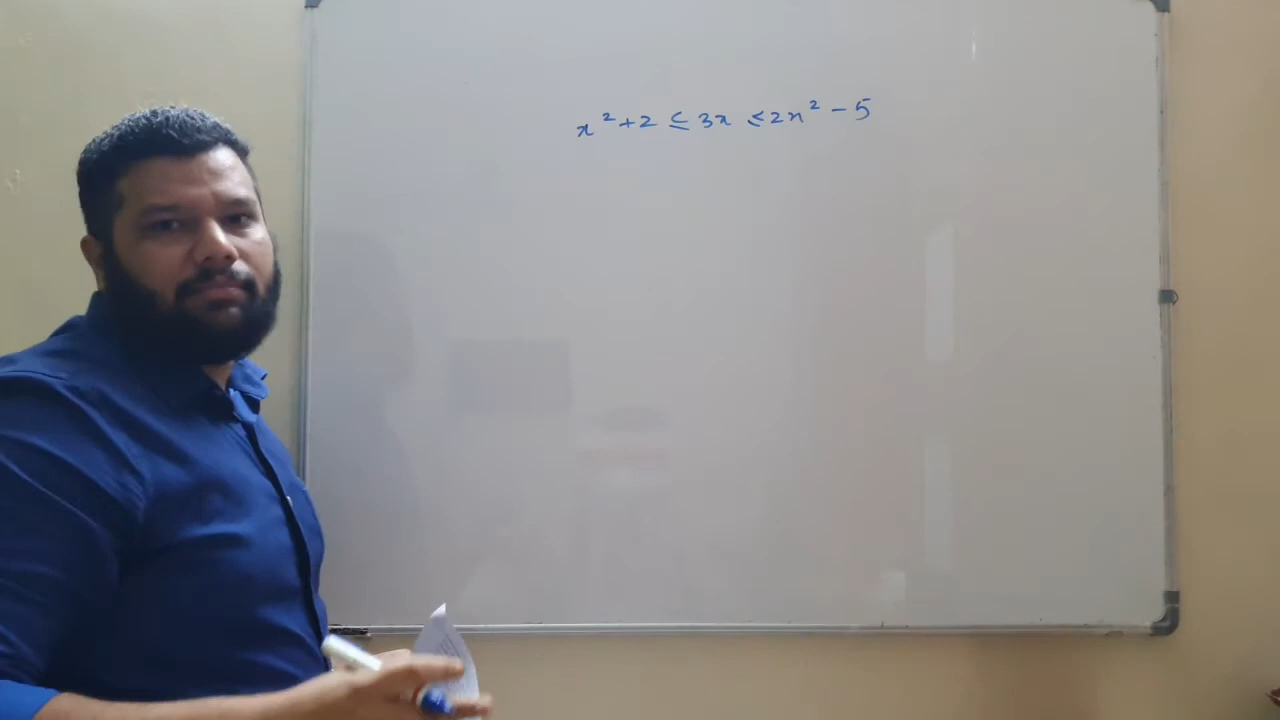 x² + 2 ≤ 3x ≤ 2x² - 5